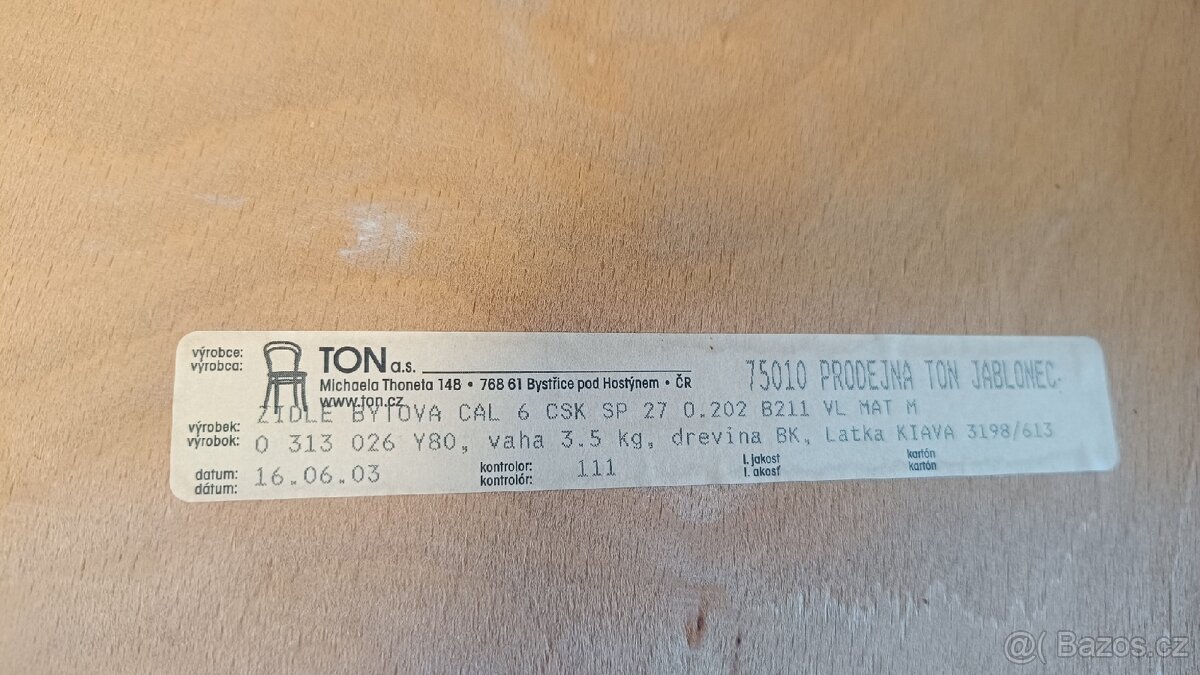 výrobce:
výrobca:
TON a.s.
Michaela Thoneta 148 • 768 61 Bystřice pod Hostýnem • ČR
www.ton.cz
75010 PRODEJNA TON JABLONEC
výrobek:
výrobok:
ZIDLE BYTOVA CAL 6 CSK SP 27 0.202 B211 VL MAT M
0 313 026 Y80, vaha 3.5 kg, drevina BK, Latka KIAVA 3198/613
datum:
dátum:
16.06.03
kontrolor:
kontrolór:
111
I. jakost
I. akosť
kartón
kartón
@( Bazos.cz